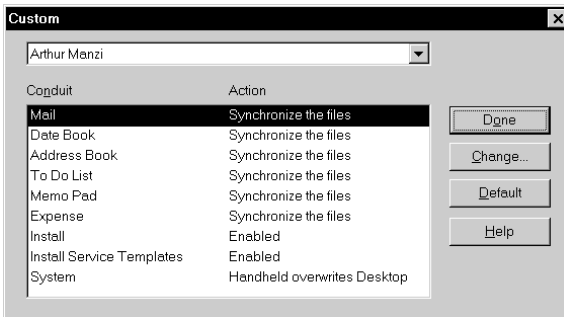 Custom
Arthur Manzi
Conduit Action
Mail Synchronize the files
Date Book Synchronize the files
Address Book Synchronize the files
To Do List Synchronize the files
Memo Pad Synchronize the files
Expense Synchronize the files
Install Enabled
Install Service Templates Enabled
System Handheld overwrites Desktop
Done
Change...
Default
Help